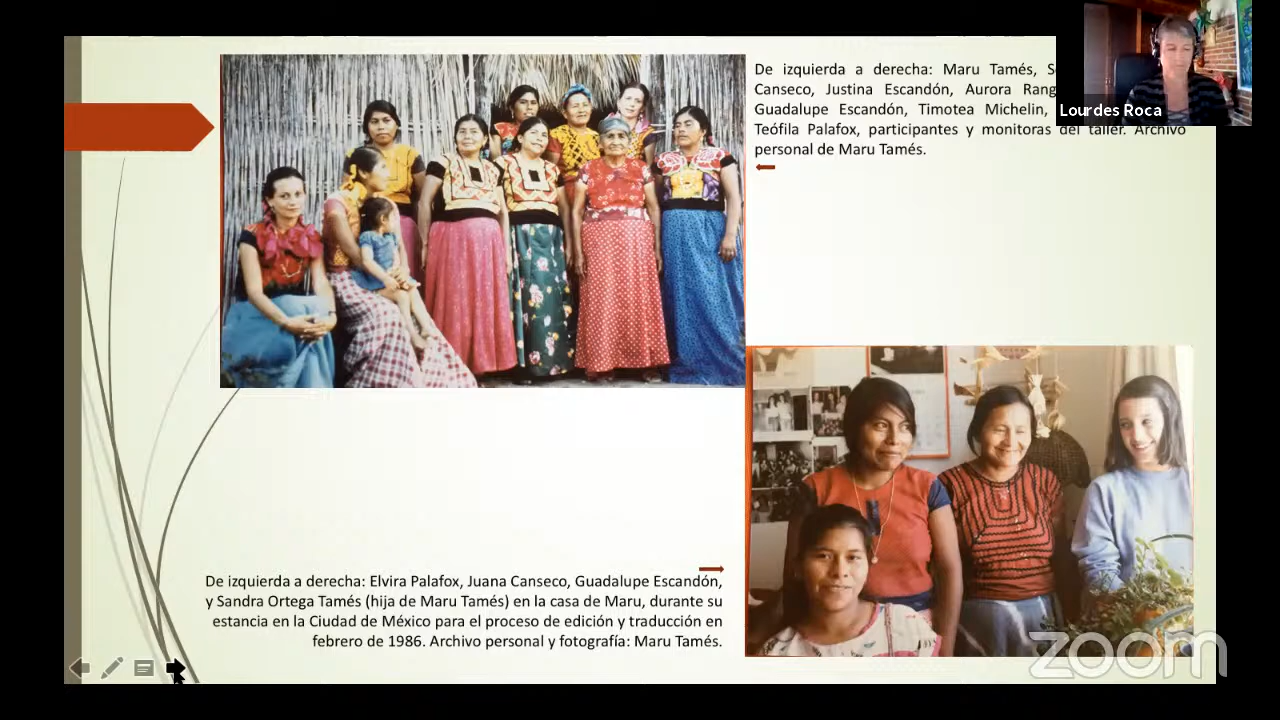 De izquierda a derecha: Maru Tamés,
Canseco, Justina Escandón, Aurora
Guadalupe Escandón, Timotea Michelin,
Teófila Palafox, participantes y monitoras del taller. Archivo
personal de Maru Tamés.
Lourdes Roca
De izquierda a derecha: Elvira Palafox, Juana Canseco, Guadalupe Escandón,
y Sandra Ortega Tamés (hija de Maru Tamés) en la casa de Maru, durante su
estancia en la Ciudad de México para el proceso de edición y traducción en
febrero de 1986. Archivo personal y fotografía: Maru Tamés.
zoom